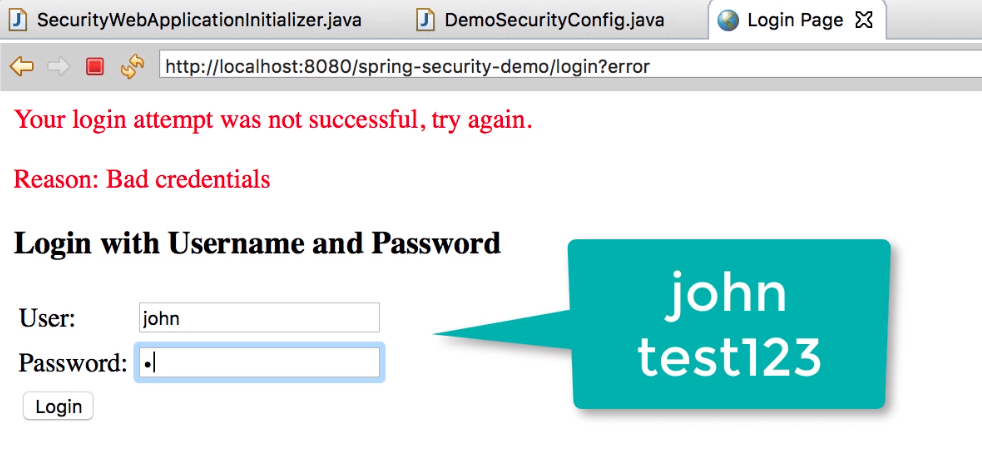 SecurityWebApplicationInitializer.java DemoSecurityConfig.java Login Page
http://localhost:8080/spring-security-demo/login?error
Your login attempt was not successful, try again.
Reason: Bad credentials
Login with Username and Password
User: john
Password: •
Login
john
test123